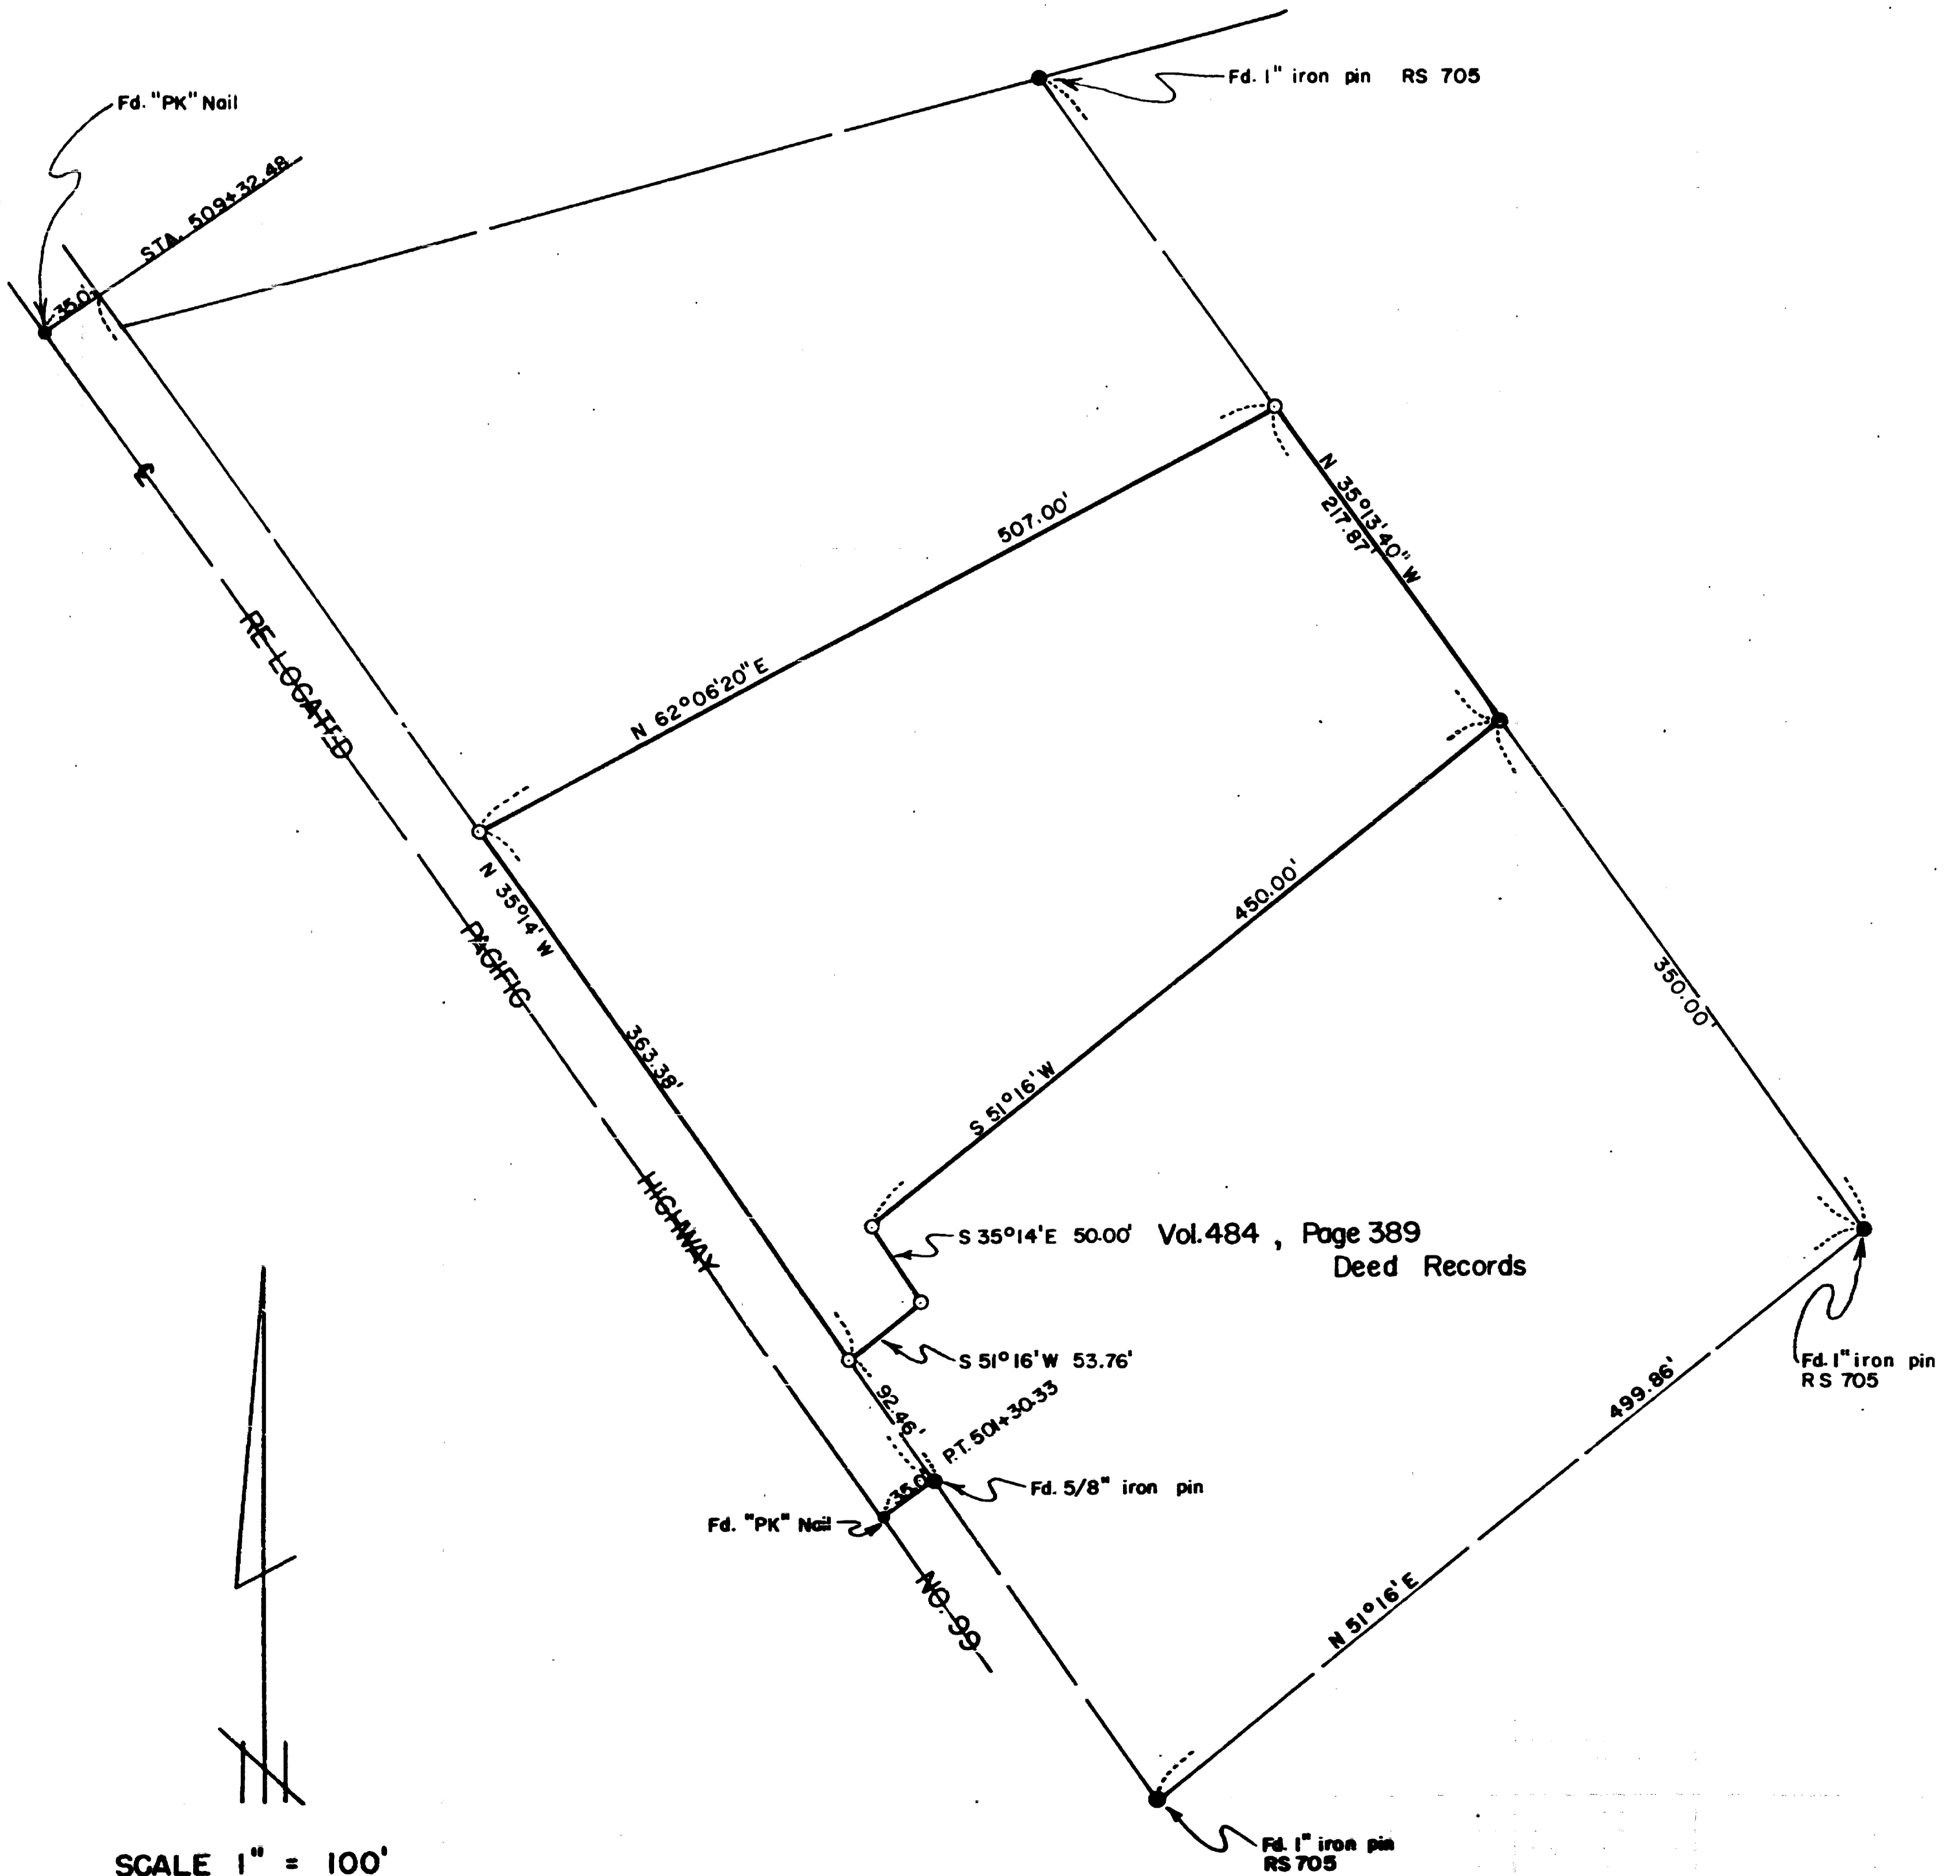 Fd. 1" iron pin RS 705
Fd. "PK" Nail
STA. 509+32.48
35.0'
507.00'
N 35°13'40" W
217.87'
N 62°06'20" E
RE LOCATED
PACIFIC
HIGHWAY
NO. 99
N 35°14' W
363.38'
450.00'
S 51°16' W
350.00'
S 35°14' E 50.00' Vol. 484 , Page 389
Deed Records
S 51°16' W 53.76'
Fd. 1" iron pin
RS 705
499.86'
92.46'
P.T. 501+30.33
35.0'
Fd. 5/8" iron pin
Fd. "PK" Nail
N 51°16' E
Fd. 1" iron pin
RS 705
N
SCALE 1" = 100'